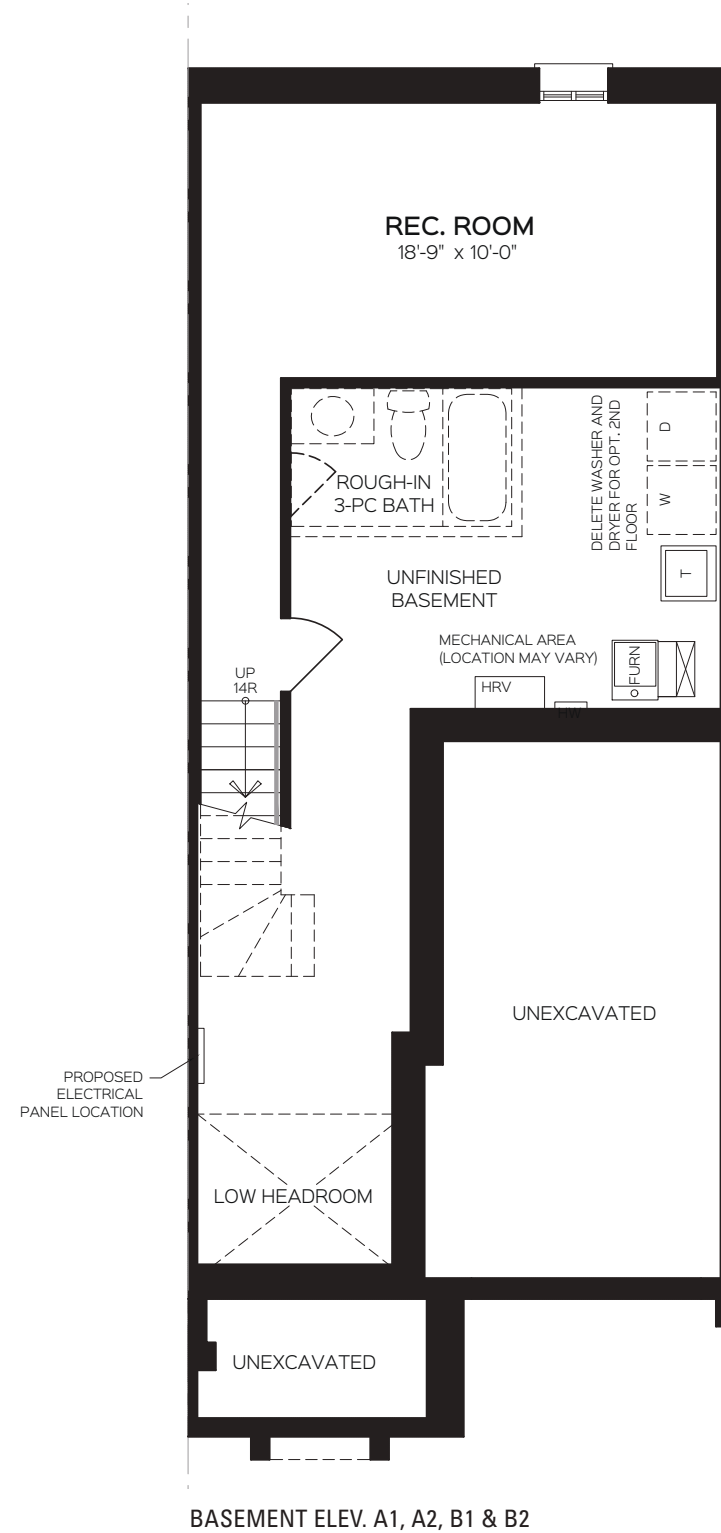 REC. ROOM
18'-9" x 10'-0"
DELETE WASHER AND
DRYER FOR OPT. 2ND
FLOOR
D
W
ROUGH-IN
3-PC BATH
T
UNFINISHED
BASEMENT
MECHANICAL AREA
(LOCATION MAY VARY)
FURN
HRV
HW
UP
14R
UNEXCAVATED
PROPOSED
ELECTRICAL
PANEL LOCATION
LOW HEADROOM
UNEXCAVATED
BASEMENT ELEV. A1, A2, B1 & B2